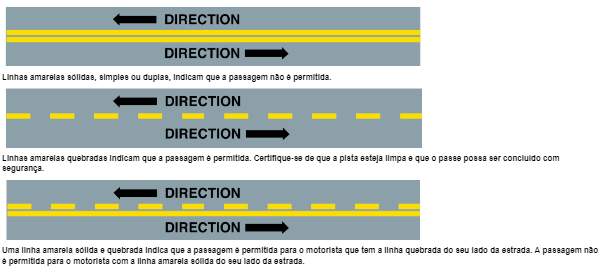 DIRECTION
DIRECTION
Linhas amarelas sólidas, simples ou duplas, indicam que a passagem não é permitida.
DIRECTION
DIRECTION
Linhas amarelas quebradas indicam que a passagem é permitida. Certifique-se de que a pista esteja limpa e que o passe possa ser concluído com
segurança.
DIRECTION
DIRECTION
Uma linha amarela sólida e quebrada indica que a passagem é permitida para o motorista que tem a linha quebrada do seu lado da estrada. A passagem não
é permitida para o motorista com a linha amarela sólida do seu lado da estrada.